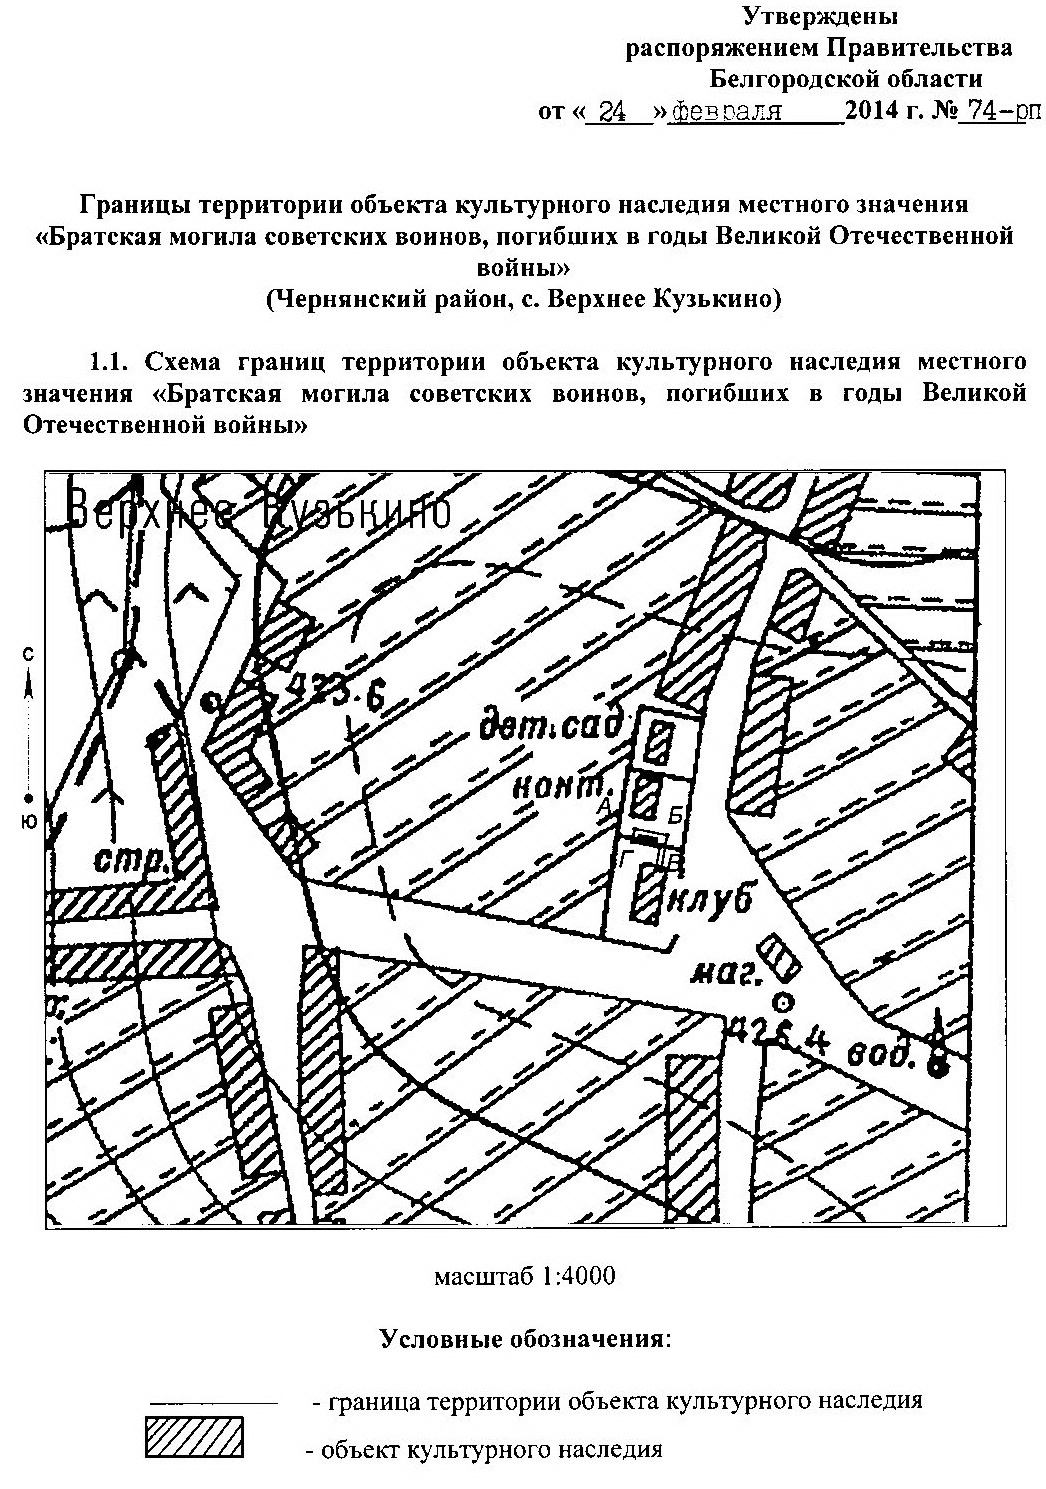 Утверждены
распоряжением Правительства
Белгородской области
от « 24 » февраля 2014 г. № 74-рп
Границы территории объекта культурного наследия местного значения
«Братская могила советских воинов, погибших в годы Великой Отечественной
войны»
(Чернянский район, с. Верхнее Кузькино)
1.1. Схема границ территории объекта культурного наследия местного
значения «Братская могила советских воинов, погибших в годы Великой
Отечественной войны»
Верхнее Кузькино
С
Ю
423.6
дет.сад
конт.
А
Б
Г
В
стр.
клуб
маг.
426.4
вод.
масштаб 1:4000
Условные обозначения:
- граница территории объекта культурного наследия
- объект культурного наследия